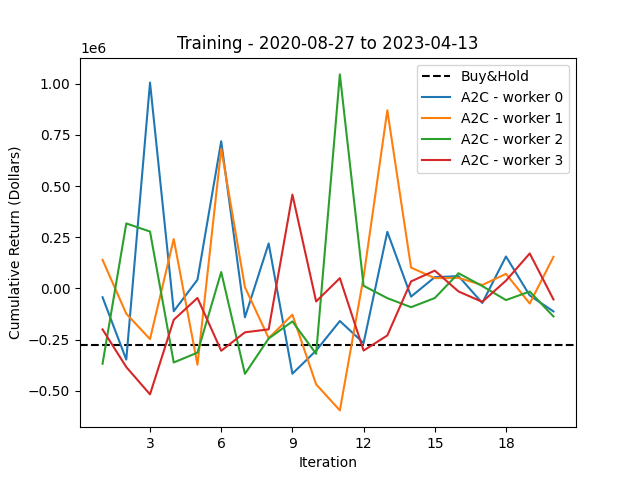 Training - 2020-08-27 to 2023-04-13
1e6
Buy&Hold
A2C - worker 0
A2C - worker 1
A2C - worker 2
A2C - worker 3
1.00
0.75
0.50
0.25
0.00
−0.25
−0.50
Cumulative Return (Dollars)
3 6 9 12 15 18
Iteration